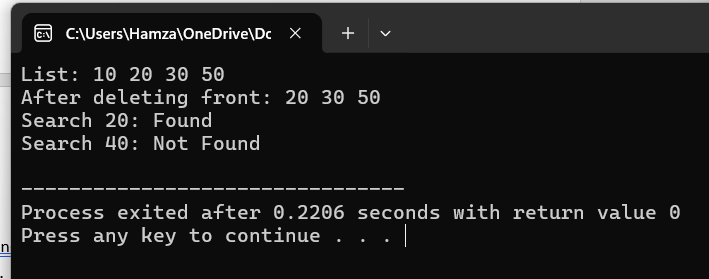 C:\Users\Hamza\OneDrive\Dc
List: 10 20 30 50
After deleting front: 20 30 50
Search 20: Found
Search 40: Not Found
--------------------------------
Process exited after 0.2206 seconds with return value 0
Press any key to continue . . .